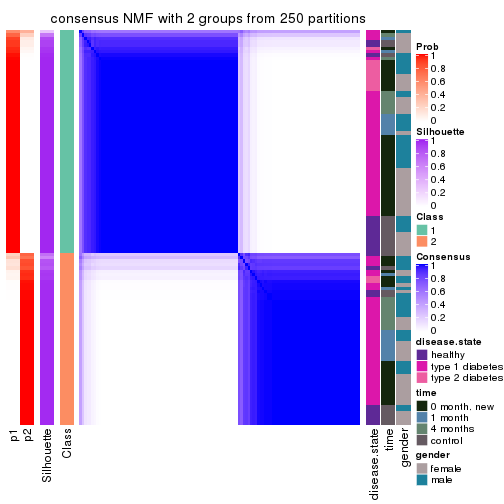 consensus NMF with 2 groups from 250 partitions
Prob
1
0.8
0.6
0.4
0.2
0
Silhouette
1
0.8
0.6
0.4
0.2
0
Class
1
2
Consensus
1
0.8
0.6
0.4
0.2
0
disease.state
healthy
type 1 diabetes
type 2 diabetes
time
0 month, new
1 month
4 months
control
gender
female
male
p1
p2
Silhouette
Class
disease.state
time
gender